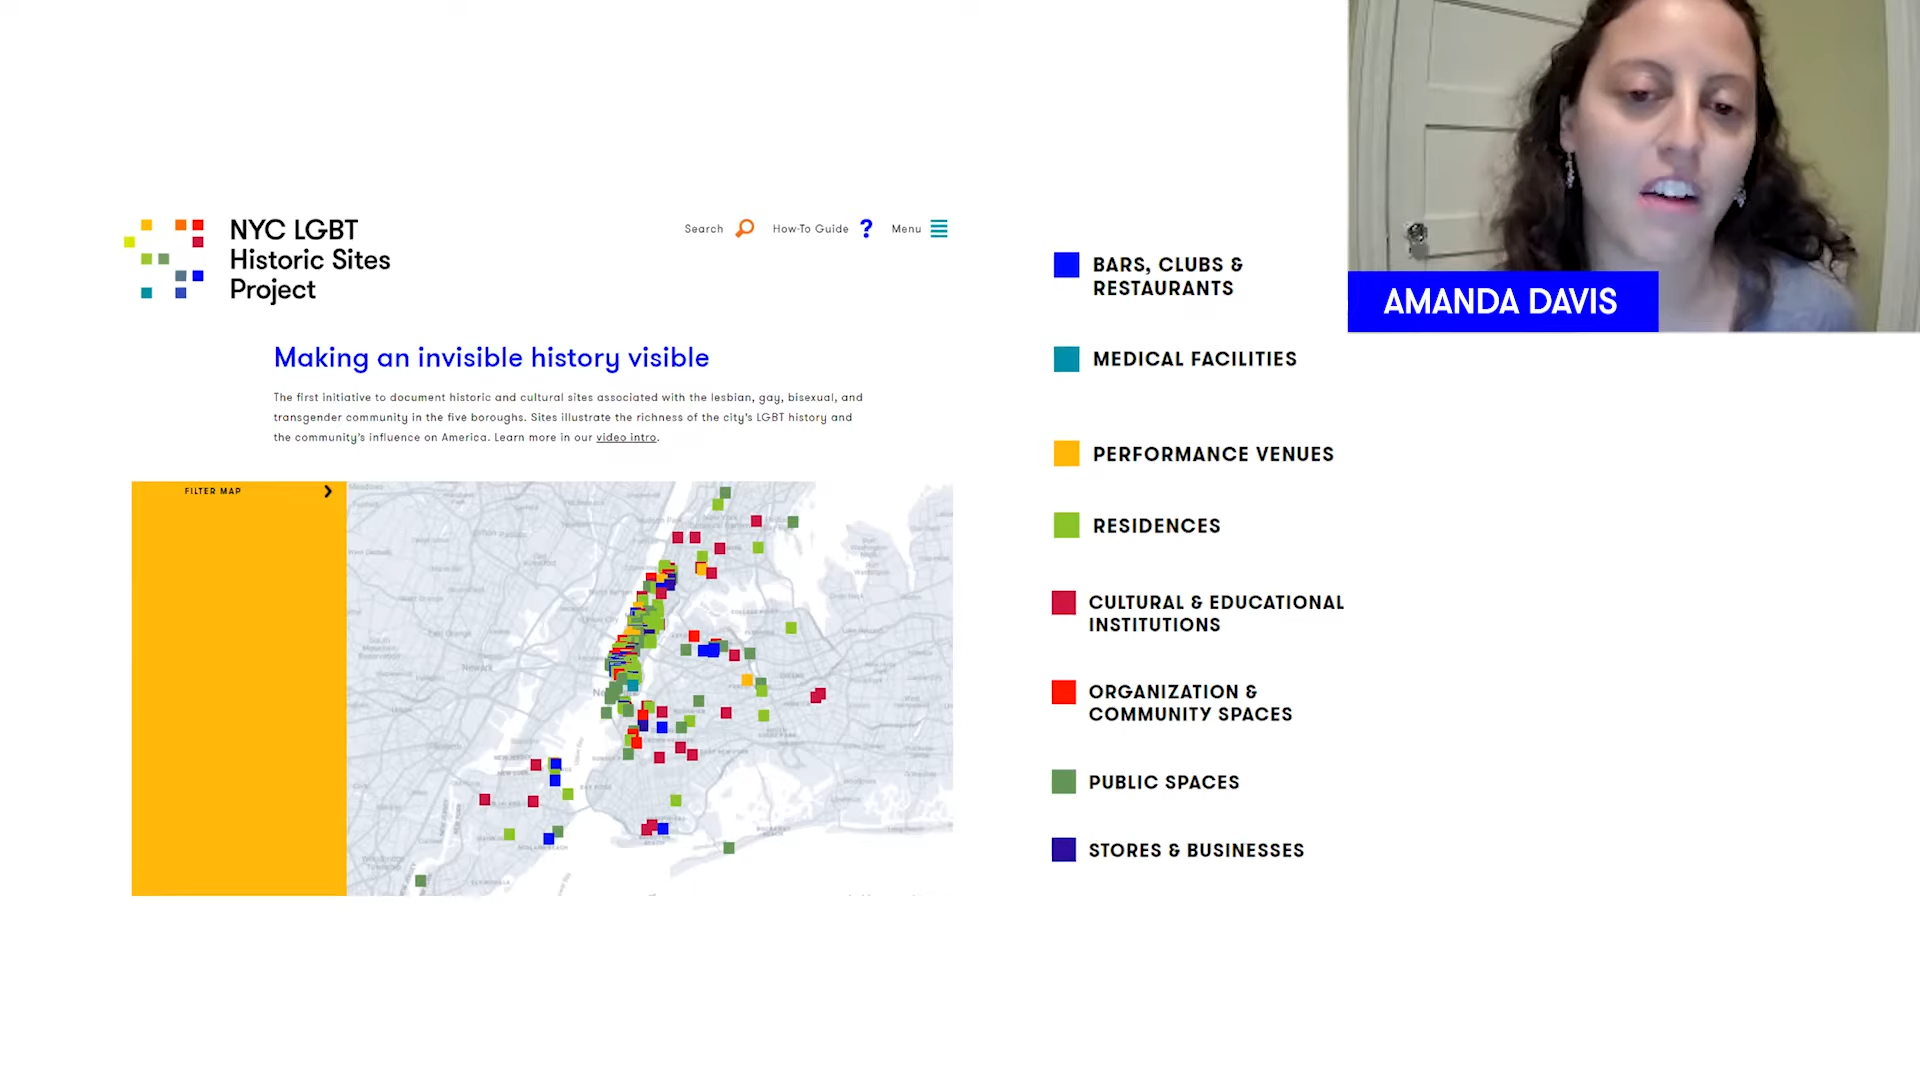 NYC LGBT
Historic Sites
Project
Search
How-To Guide
?
Menu
Making an invisible history visible
The first initiative to document historic and cultural sites associated with the lesbian, gay, bisexual, and
transgender community in the five boroughs. Sites illustrate the richness of the city's LGBT history and
the community's influence on America. Learn more in our video intro.
FILTER MAP
Newark
BARS, CLUBS &
RESTAURANTS
MEDICAL FACILITIES
PERFORMANCE VENUES
RESIDENCES
CULTURAL & EDUCATIONAL
INSTITUTIONS
ORGANIZATION &
COMMUNITY SPACES
PUBLIC SPACES
STORES & BUSINESSES
AMANDA DAVIS